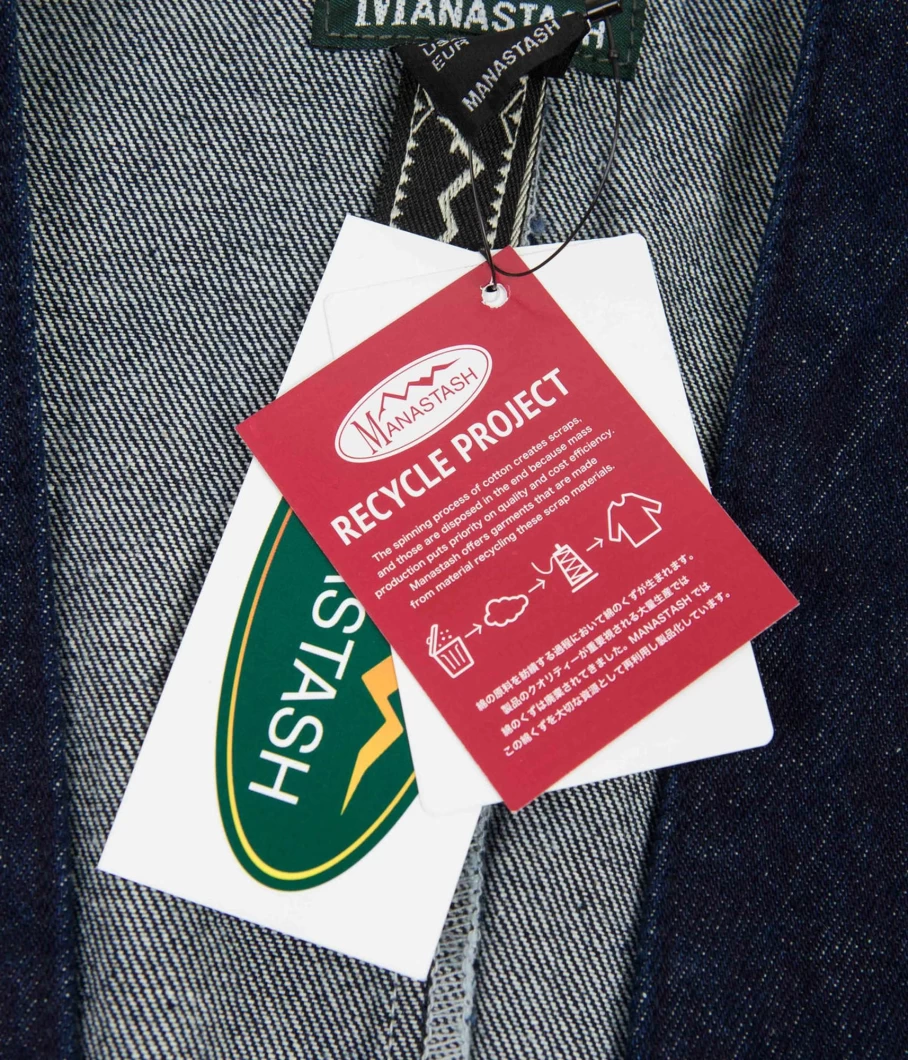 MANASTASH
EUR
MANASTASH
MANASTASH
RECYCLE PROJECT
The spinning process of cotton creates scraps,
and those are disposed in the end because mass
production puts priority on quality and cost efficiency.
Manastash offers garments that are made
from material recycling these scrap materials.
綿の原料を紡織する過程において綿のくずが生まれます。
製品のクオリティーが重要視される大量生産では
綿のくずは廃棄されてきました。MANASTASH では
この綿くずを大切な資源として再利用し製品化しています。
STASH